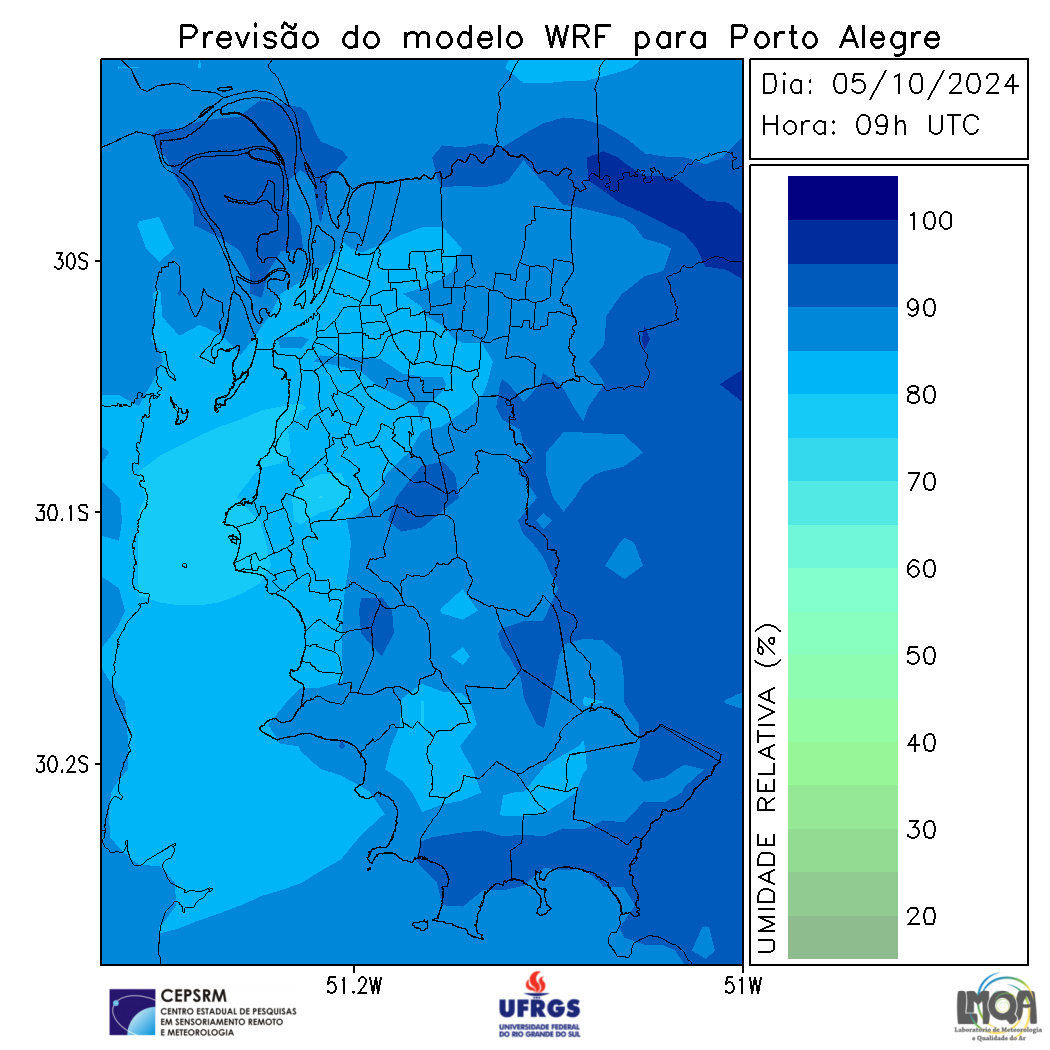 Previsão do modelo WRF para Porto Alegre
Dia: 05/10/2024
Hora: 09h UTC
30S
30.1S
30.2S
51.2W
51W
UMIDADE RELATIVA (%)
100
90
80
70
60
50
40
30
20
CEPSRM
CENTRO ESTADUAL DE PESQUISAS
EM SENSORIAMENTO REMOTO
E METEOROLOGIA
UFRGS
UNIVERSIDADE FEDERAL
DO RIO GRANDE DO SUL
LMQA
Laboratório de Meteorologia
e Qualidade do Ar